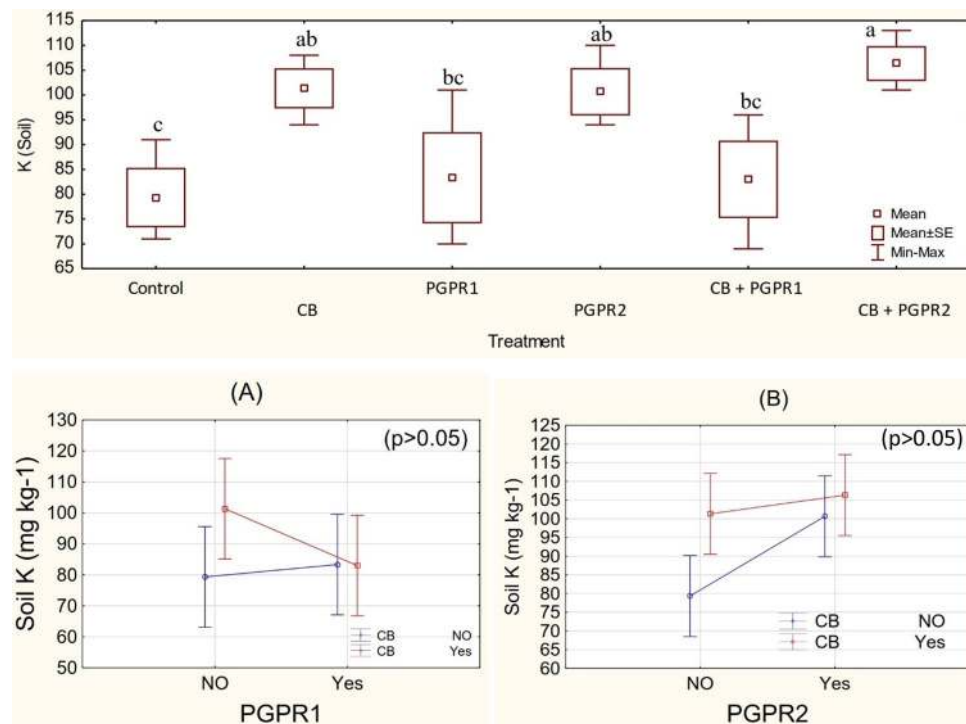 115
110
105
100
95
90
85
80
75
70
65
K (Soil)
c
ab
bc
ab
bc
a
Mean
Mean±SE
Min-Max
Control
PGPR1
CB + PGPR1
CB
PGPR2
CB + PGPR2
Treatment
(A)
130
120
110
100
90
80
70
60
50
Soil K (mg kg-1)
(p>0.05)
CB NO
CB Yes
NO Yes
PGPR1
(B)
125
120
115
110
105
100
95
90
85
80
75
70
65
60
Soil K (mg kg-1)
(p>0.05)
CB NO
CB Yes
NO Yes
PGPR2